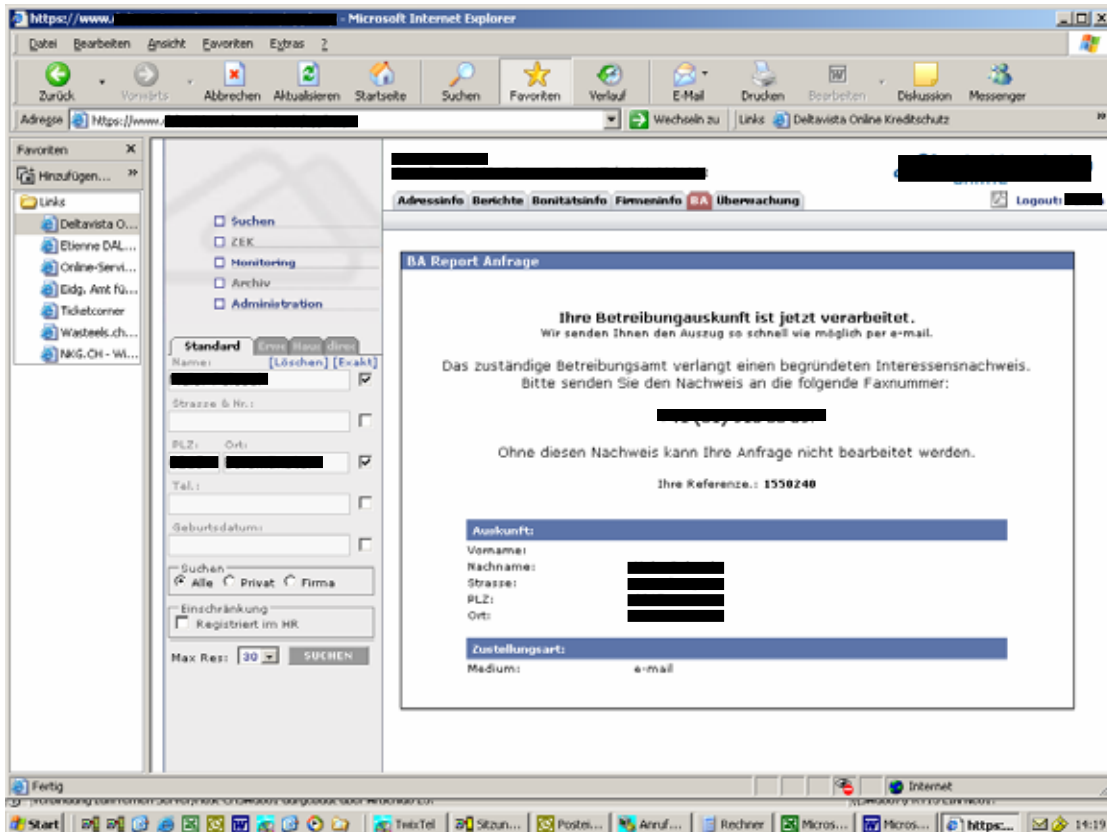 https://www. - Microsoft Internet Explorer
Datei Bearbeiten Ansicht Favoriten Extras ?
Zurück Vorwärts Abbrechen Aktualisieren Startseite Suchen Favoriten Verlauf E-Mail Drucken Bearbeiten Diskussion Messenger
Adresse https://www. Wechseln zu Links Deltavista Online Kreditschutz
Favoriten
Hinzufügen...
Links
Deltavista O...
Etienne DAL...
Online-Servi...
Eidg. Amt fü...
Ticketcorner
Wasteels.ch...
NKG.CH - Wi...
Suchen
ZEK
Monitoring
Archiv
Administration
Standard
Name: [Löschen] [Exakt]
Strasse & Nr.:
PLZ: Ort:
Tel.:
Geburtsdatum:
Suchen
Alle Privat Firma
Einschränkung
Registriert im HR
Max Res: 30 SUCHEN
Adressinfo Berichte Bonitätsinfo Firmeninfo BA Überwachung
Logout:
BA Report Anfrage
Ihre Betreibungauskunft ist jetzt verarbeitet.
Wir senden Ihnen den Auszug so schnell wie möglich per e-mail.
Das zuständige Betreibungsamt verlangt einen begründeten Interessensnachweis.
Bitte senden Sie den Nachweis an die folgende Faxnummer:
Ohne diesen Nachweis kann Ihre Anfrage nicht bearbeitet werden.
Ihre Referenze.: 1550240
Auskunft:
Vorname:
Nachname:
Strasse:
PLZ:
Ort:
Zustellungsart:
Medium: e-mail
Fertig Internet
Start TwixTel Sitzun... Postei... Anruf... Rechner Micros... Micros... https:... 14:19